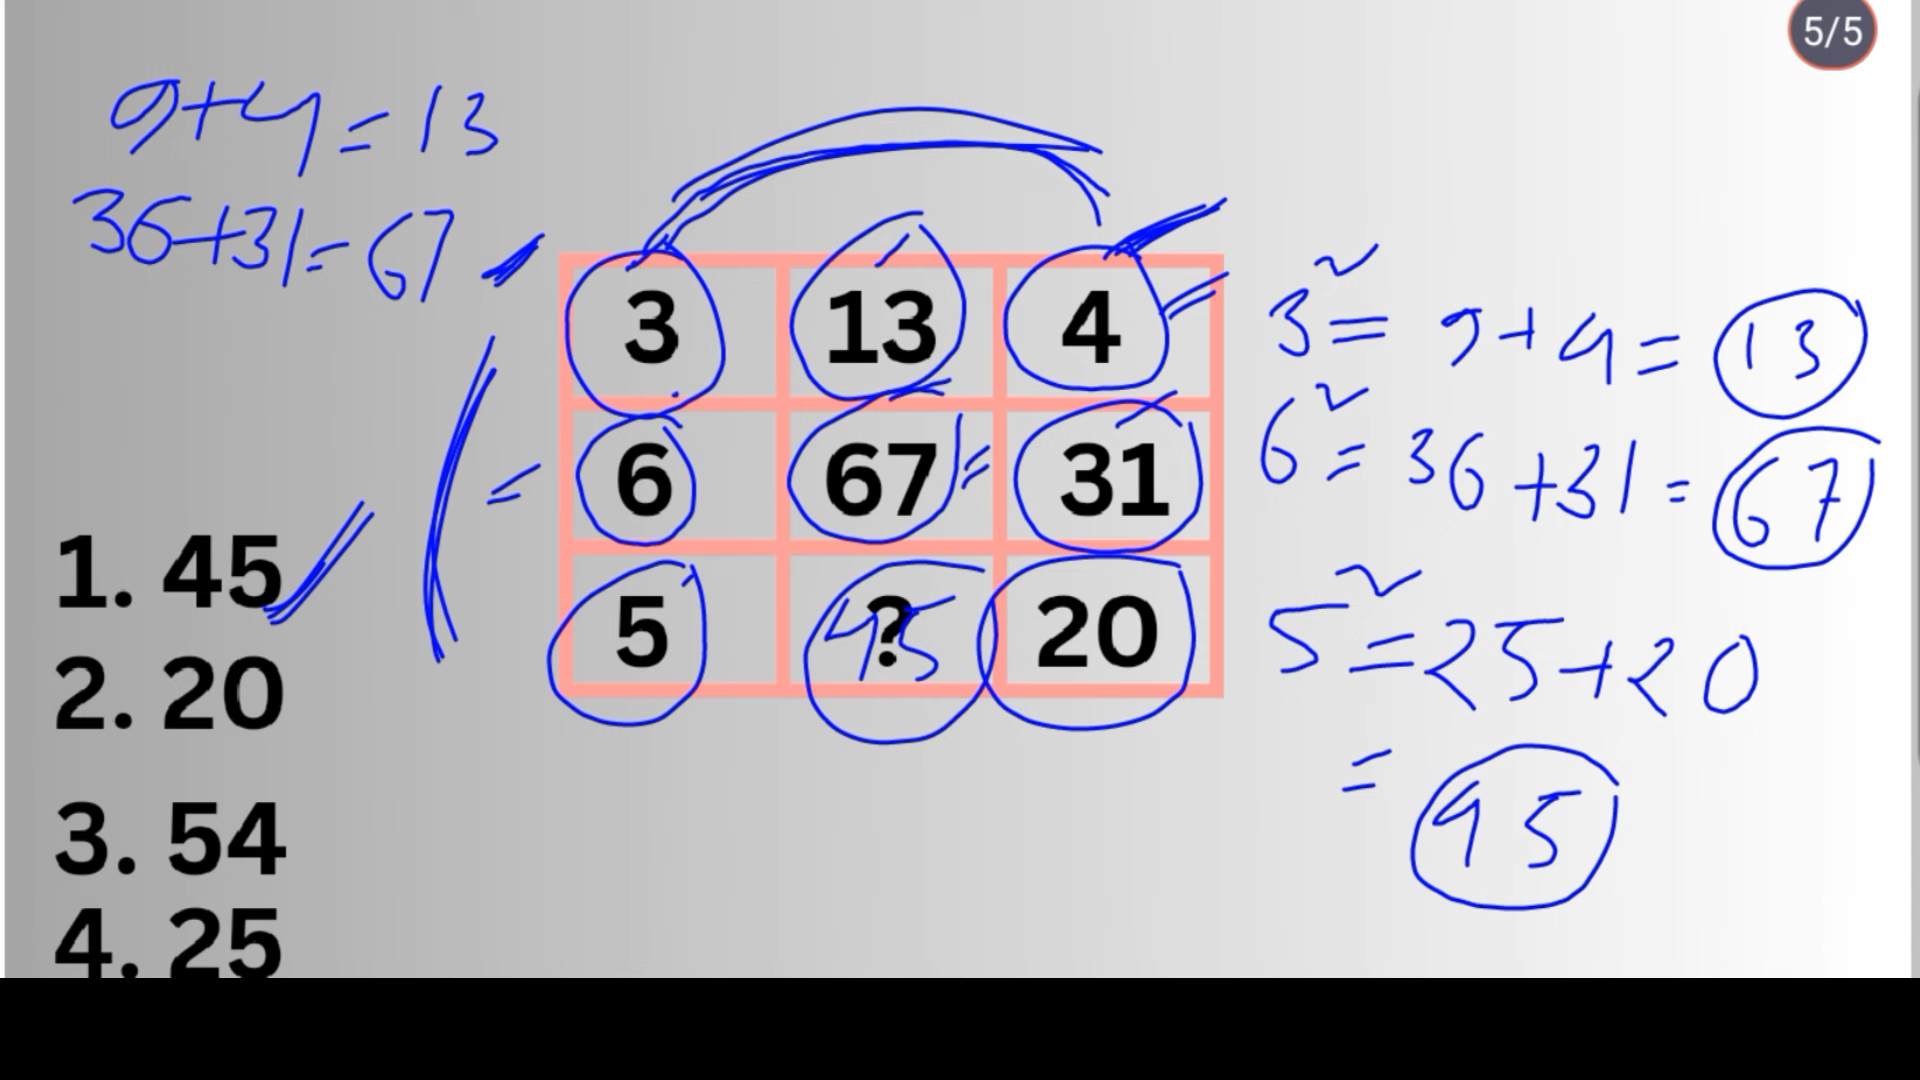 5/5
9+4=13
36+31=67
3 13 4
6 67 31
5 ? 20
45
3²= 9+4= 13
6²= 36+31= 67
5²=25+20
= 45
1. 45
2. 20
3. 54
4. 25